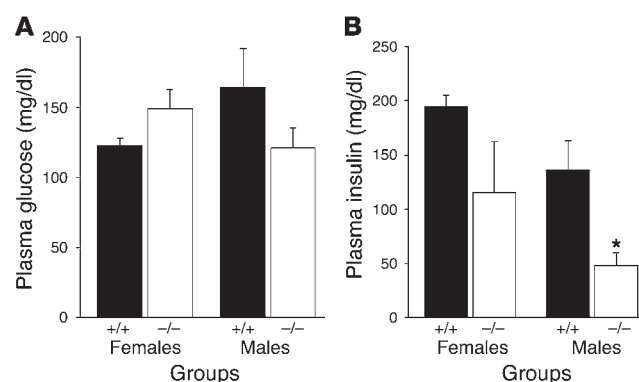 A
Plasma glucose (mg/dl)
200
150
100
50
0
+/+ –/– +/+ –/–
Females Males
Groups
B
Plasma insulin (mg/dl)
250
200
150
100
50
0
*
+/+ –/– +/+ –/–
Females Males
Groups